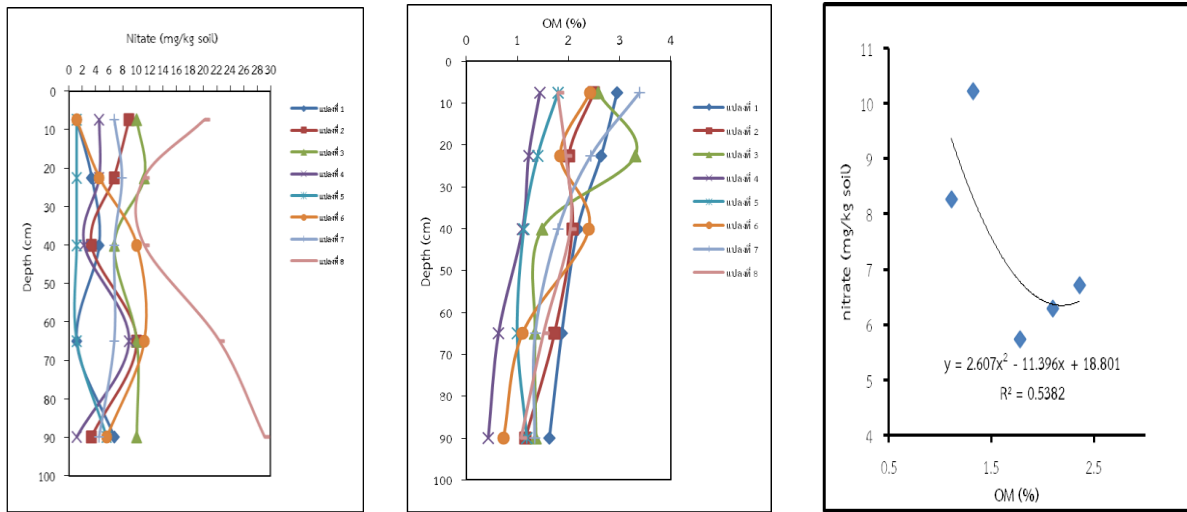 Nitate (mg/kg soil)
0 2 4 6 8 10 12 14 16 18 20 22 24 26 28 30
Depth (cm)
0
10
20
30
40
50
60
70
80
90
100
แปลงที่ 1
แปลงที่ 2
แปลงที่ 3
แปลงที่ 4
แปลงที่ 5
แปลงที่ 6
แปลงที่ 7
แปลงที่ 8
OM (%)
0 1 2 3 4
Depth (cm)
0
10
20
30
40
50
60
70
80
90
100
แปลงที่ 1
แปลงที่ 2
แปลงที่ 3
แปลงที่ 4
แปลงที่ 5
แปลงที่ 6
แปลงที่ 7
แปลงที่ 8
nitrate (mg/kg soil)
11
10
9
8
7
6
5
4
y = 2.607x² - 11.396x + 18.801
R² = 0.5382
0.5 1.5 2.5
OM (%)